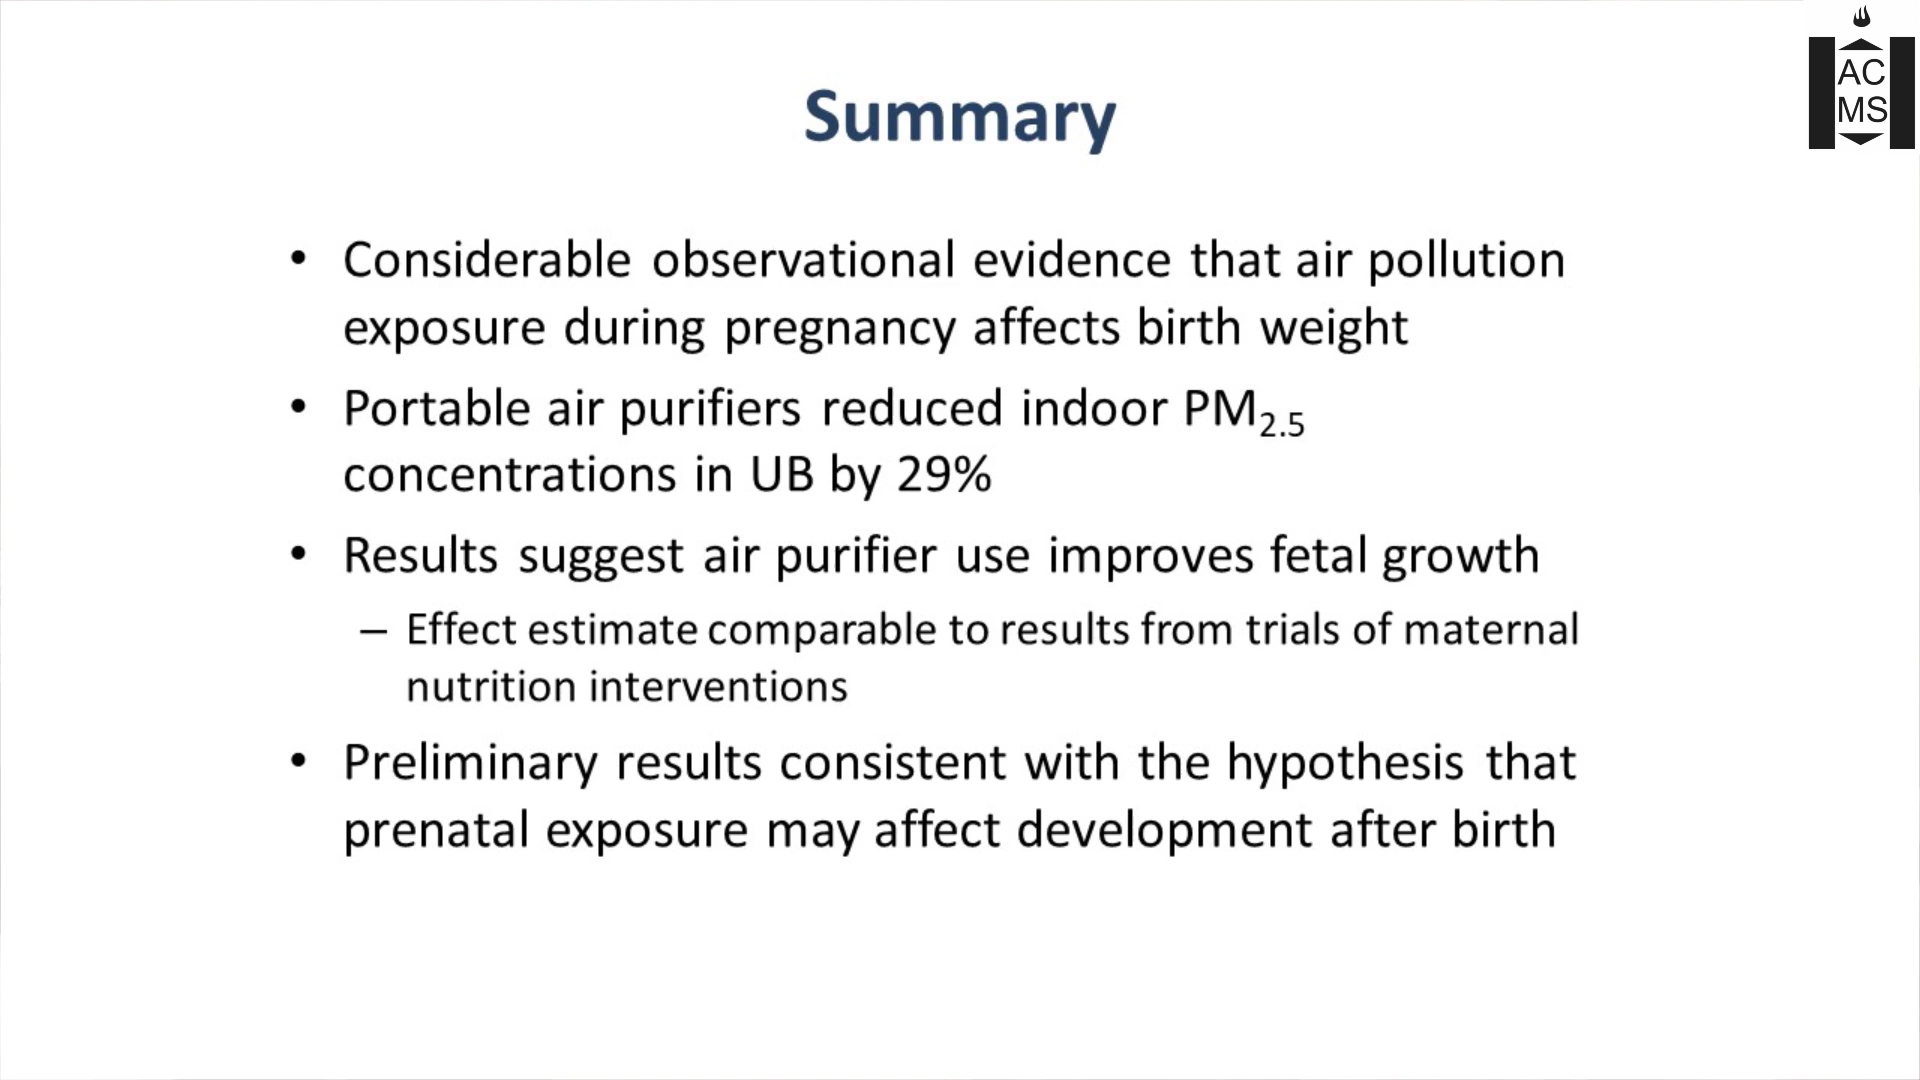 AC
MS
Summary
• Considerable observational evidence that air pollution
exposure during pregnancy affects birth weight
• Portable air purifiers reduced indoor PM₂.₅
concentrations in UB by 29%
• Results suggest air purifier use improves fetal growth
– Effect estimate comparable to results from trials of maternal
nutrition interventions
• Preliminary results consistent with the hypothesis that
prenatal exposure may affect development after birth